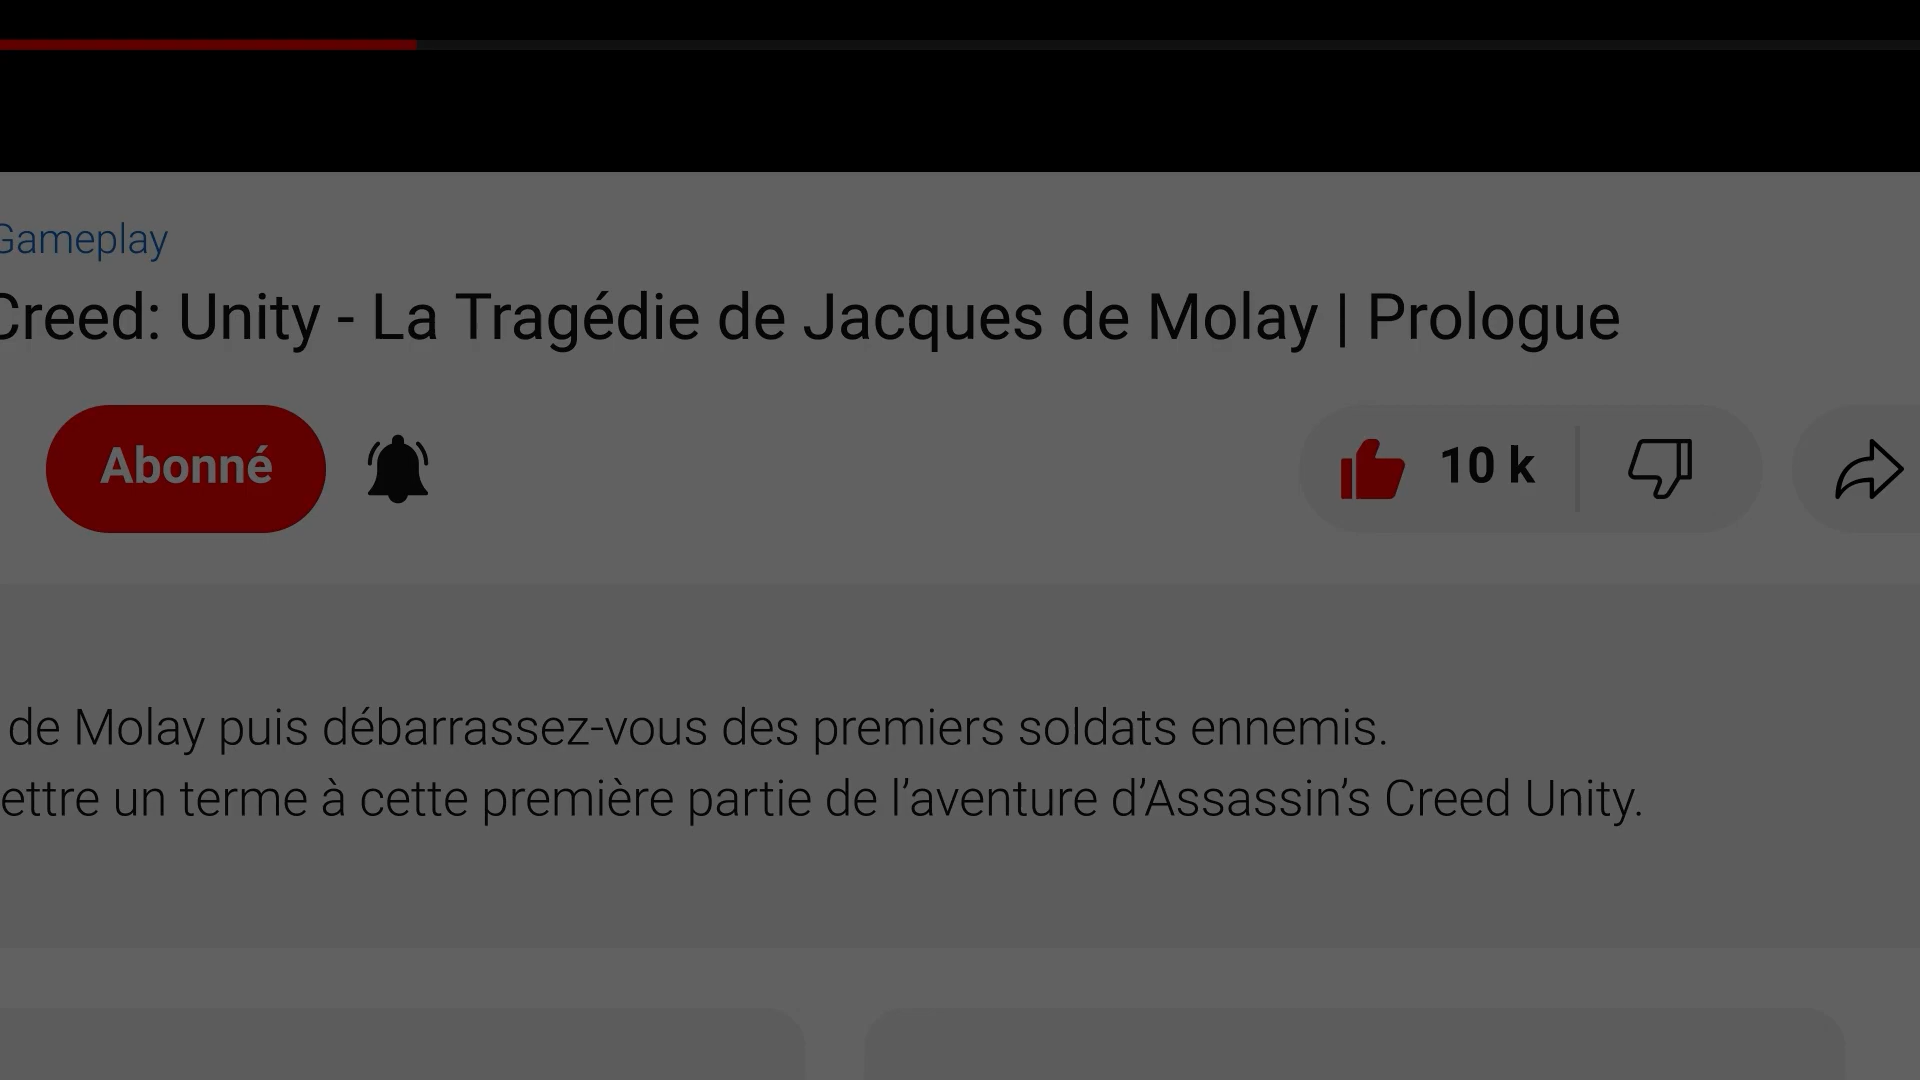 Gameplay
Creed: Unity - La Tragédie de Jacques de Molay | Prologue
Abonné
10 k
de Molay puis débarrassez-vous des premiers soldats ennemis.
ettre un terme à cette première partie de l’aventure d’Assassin’s Creed Unity.